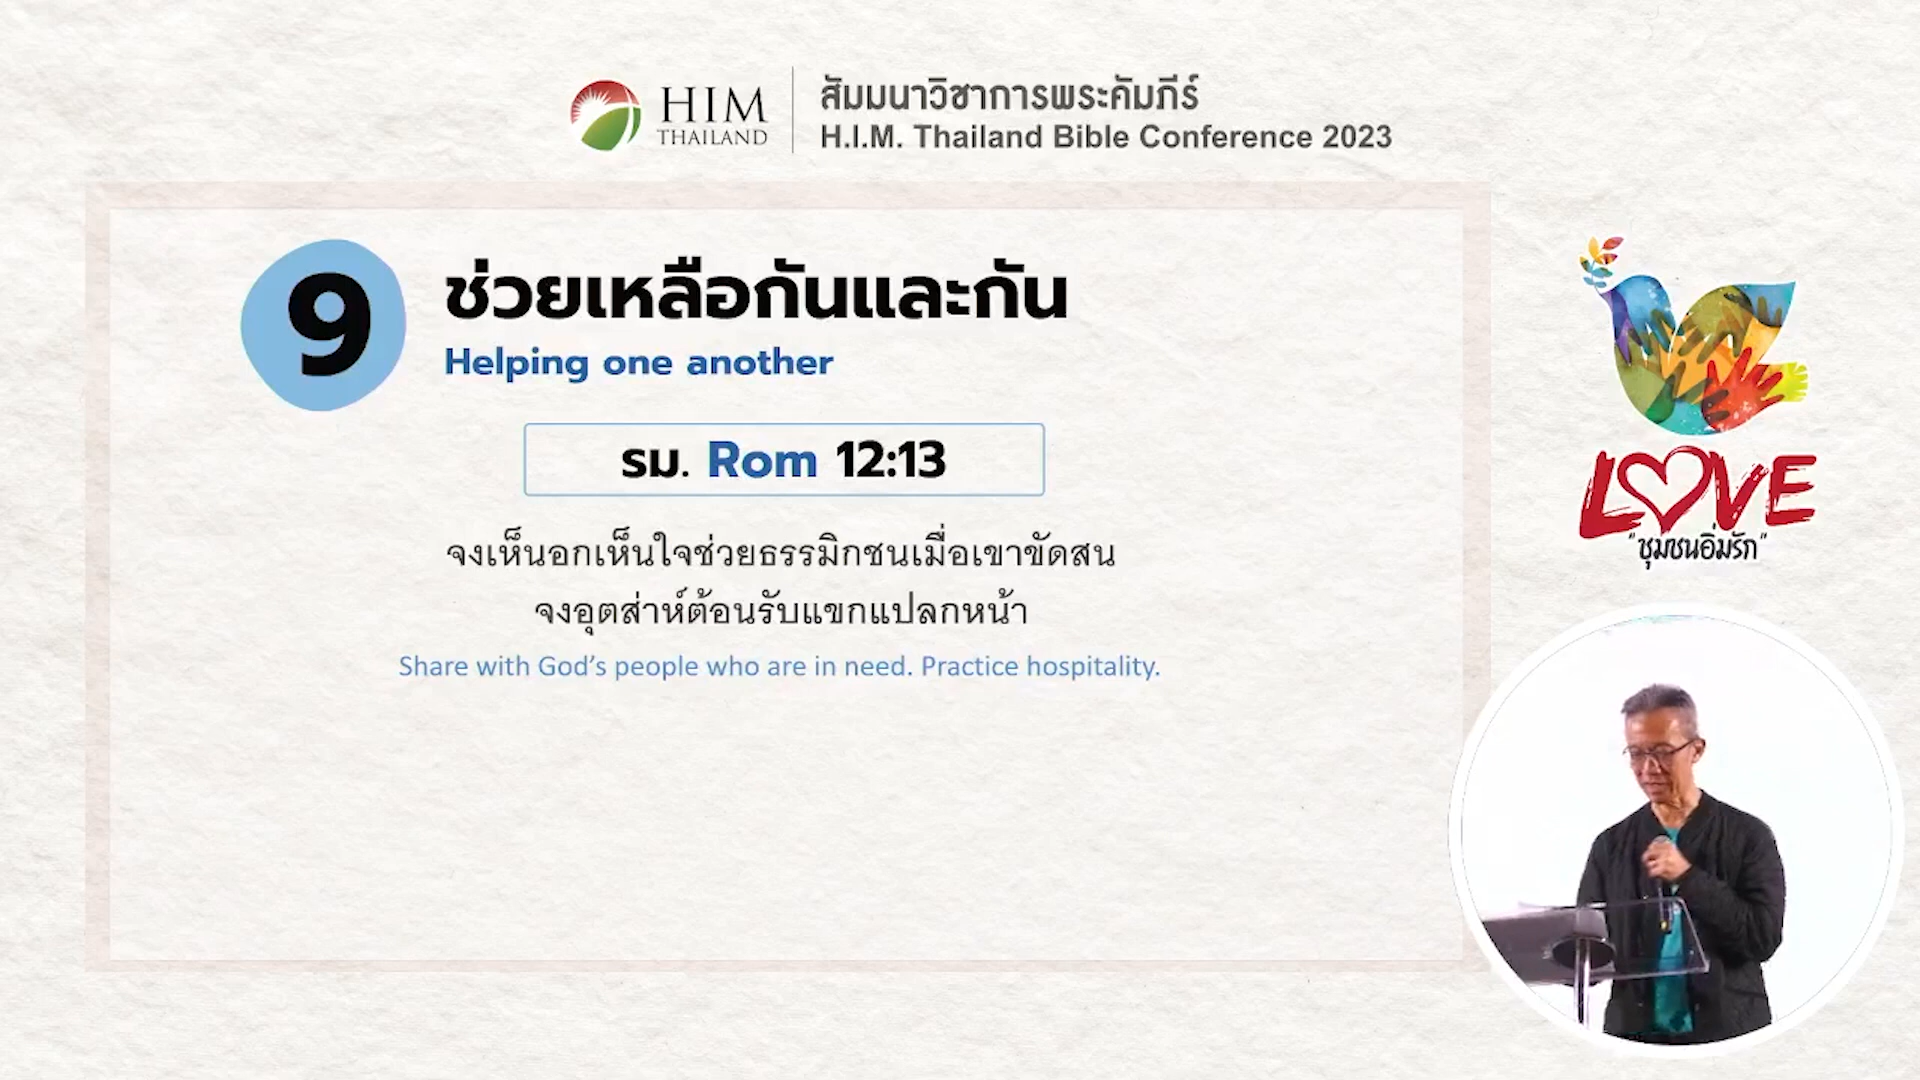 HIM
THAILAND
สัมมนาวิชาการพระคัมภีร์
H.I.M. Thailand Bible Conference 2023
9
ช่วยเหลือกันและกัน
Helping one another
รม. Rom 12:13
จงเห็นอกเห็นใจช่วยธรรมิกชนเมื่อเขาขัดสน
จงอุตส่าห์ต้อนรับแขกแปลกหน้า
Share with God’s people who are in need. Practice hospitality.
LOVE
“ชุมชนอิ่มรัก”